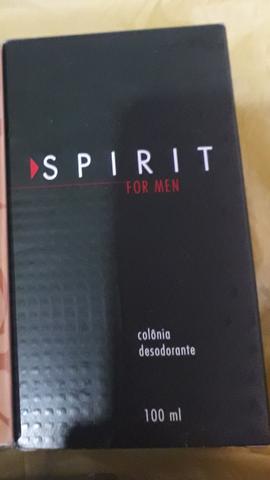 SPIRIT
FOR MEN
colônia
desodorante
100 ml